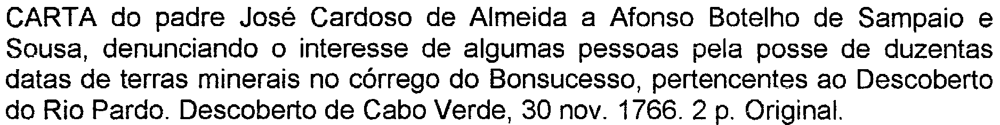 CARTA do padre José Cardoso de Almeida a Afonso Botelho de Sampaio e
Sousa, denunciando o interesse de algumas pessoas pela posse de duzentas
datas de terras minerais no córrego do Bonsucesso, pertencentes ao Descoberto
do Rio Pardo. Descoberto de Cabo Verde, 30 nov. 1766. 2 p. Original.